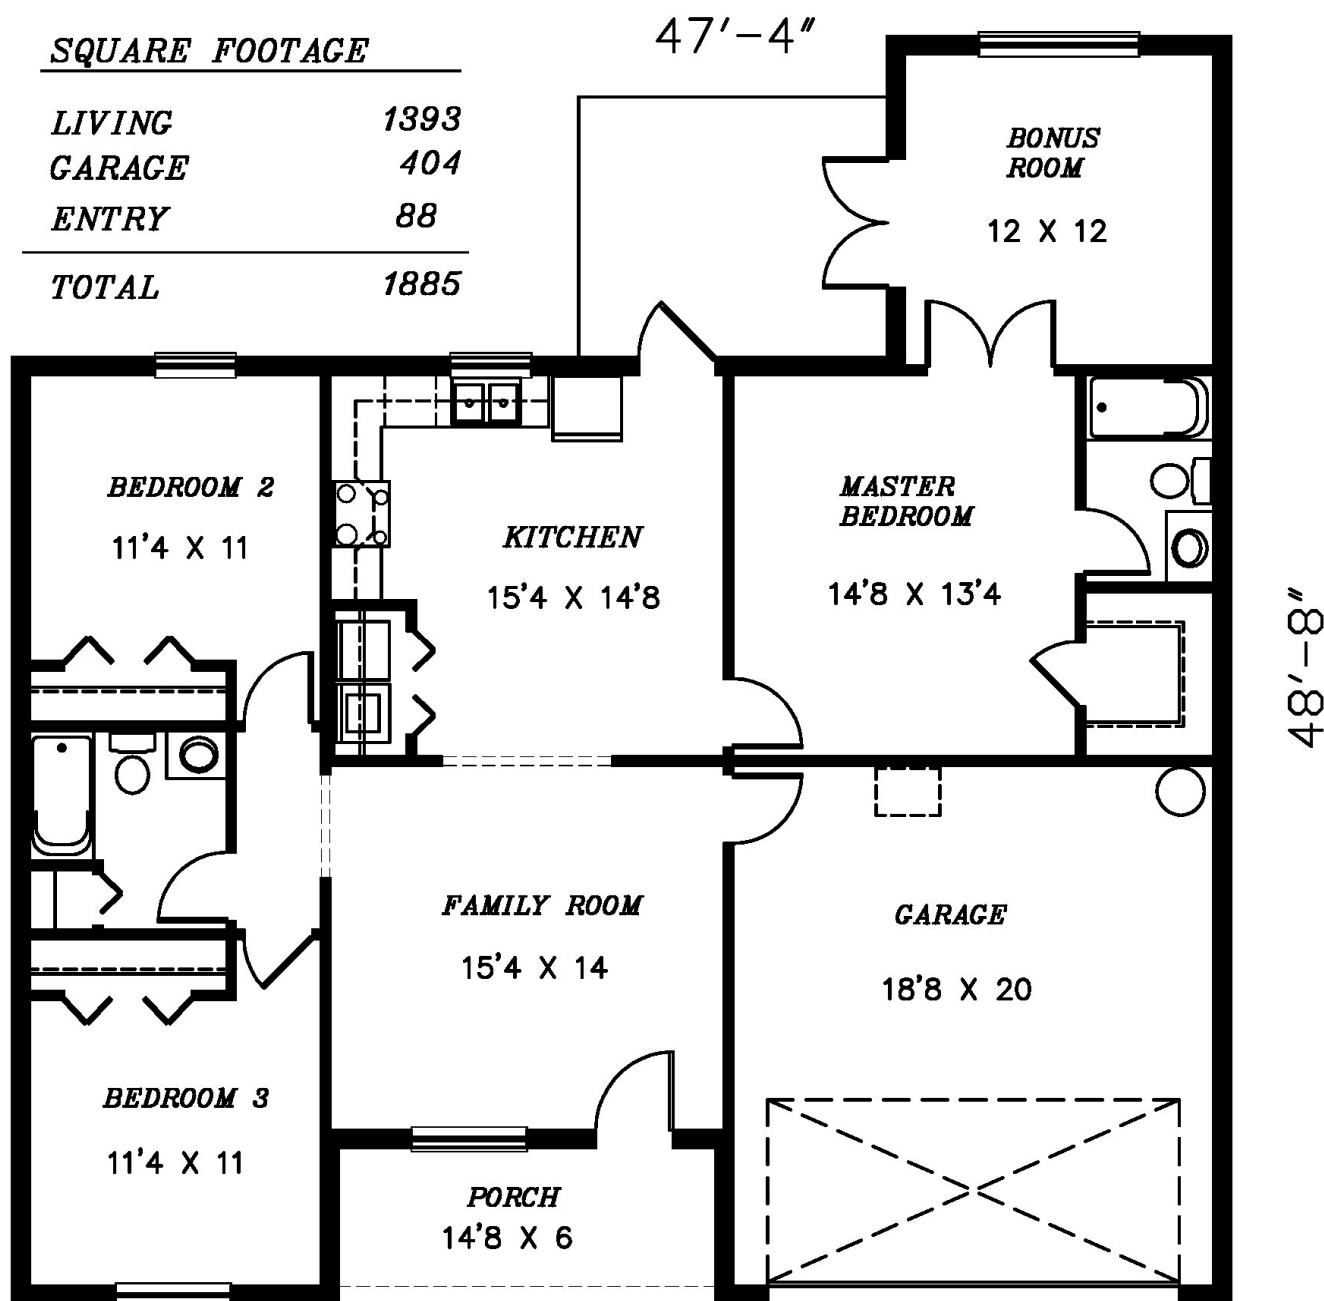 47'-4"
SQUARE FOOTAGE
LIVING 1393
GARAGE 404
ENTRY 88
TOTAL 1885
BONUS
ROOM
12 X 12
BEDROOM 2
11'4 X 11
KITCHEN
15'4 X 14'8
MASTER
BEDROOM
14'8 X 13'4
48'-8"
FAMILY ROOM
15'4 X 14
GARAGE
18'8 X 20
BEDROOM 3
11'4 X 11
PORCH
14'8 X 6